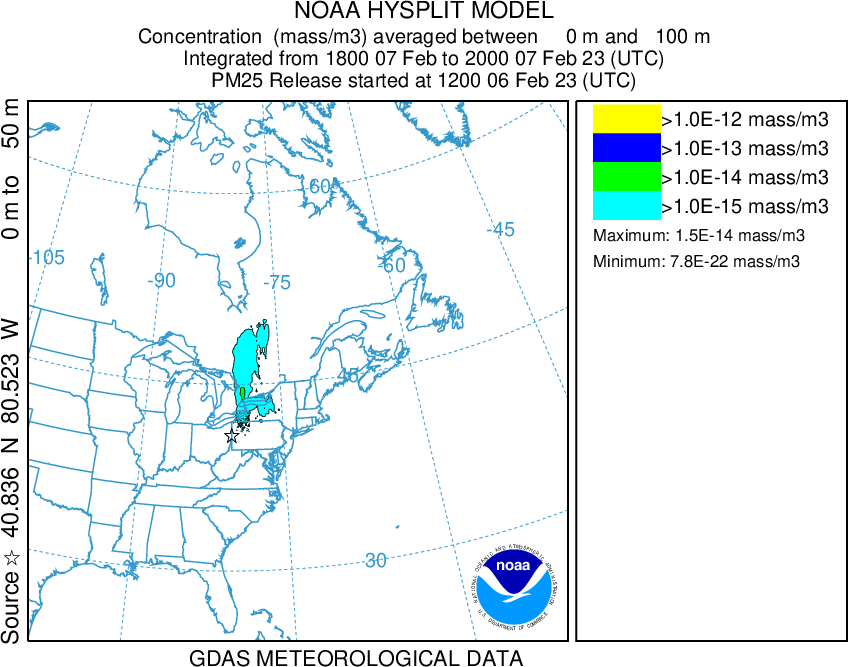 NOAA HYSPLIT MODEL
Concentration (mass/m3) averaged between 0 m and 100 m
Integrated from 1800 07 Feb to 2000 07 Feb 23 (UTC)
PM25 Release started at 1200 06 Feb 23 (UTC)
Source ☆ 40.836 N 80.523 W 0 m to 50 m
>1.0E-12 mass/m3
>1.0E-13 mass/m3
>1.0E-14 mass/m3
>1.0E-15 mass/m3
Maximum: 1.5E-14 mass/m3
Minimum: 7.8E-22 mass/m3
60
-45
-105
-60
-90
-75
45
30
NATIONAL OCEANIC AND ATMOSPHERIC ADMINISTRATION
noaa
U.S. DEPARTMENT OF COMMERCE
GDAS METEOROLOGICAL DATA